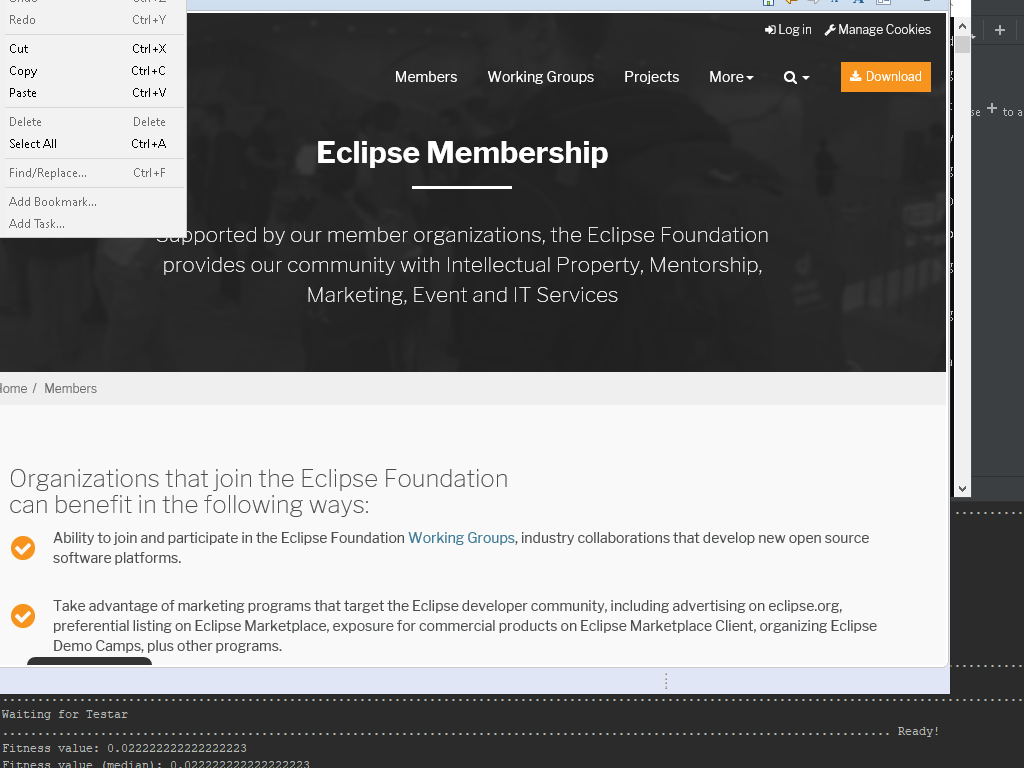 Undo Ctrl+Z
Redo Ctrl+Y
Cut Ctrl+X
Copy Ctrl+C
Paste Ctrl+V
Delete Delete
Select All Ctrl+A
Find/Replace... Ctrl+F
Add Bookmark...
Add Task...
Log in Manage Cookies
Members Working Groups Projects More Download
Eclipse Membership
Supported by our member organizations, the Eclipse Foundation
provides our community with Intellectual Property, Mentorship,
Marketing, Event and IT Services
Home / Members
Organizations that join the Eclipse Foundation
can benefit in the following ways:
Ability to join and participate in the Eclipse Foundation Working Groups, industry collaborations that develop new open source
software platforms.
Take advantage of marketing programs that target the Eclipse developer community, including advertising on eclipse.org,
preferential listing on Eclipse Marketplace, exposure for commercial products on Eclipse Marketplace Client, organizing Eclipse
Demo Camps, plus other programs.
se + to a
Waiting for Testar
Ready!
Fitness value: 0.022222222222222223
Fitness value (median): 0.022222222222222223